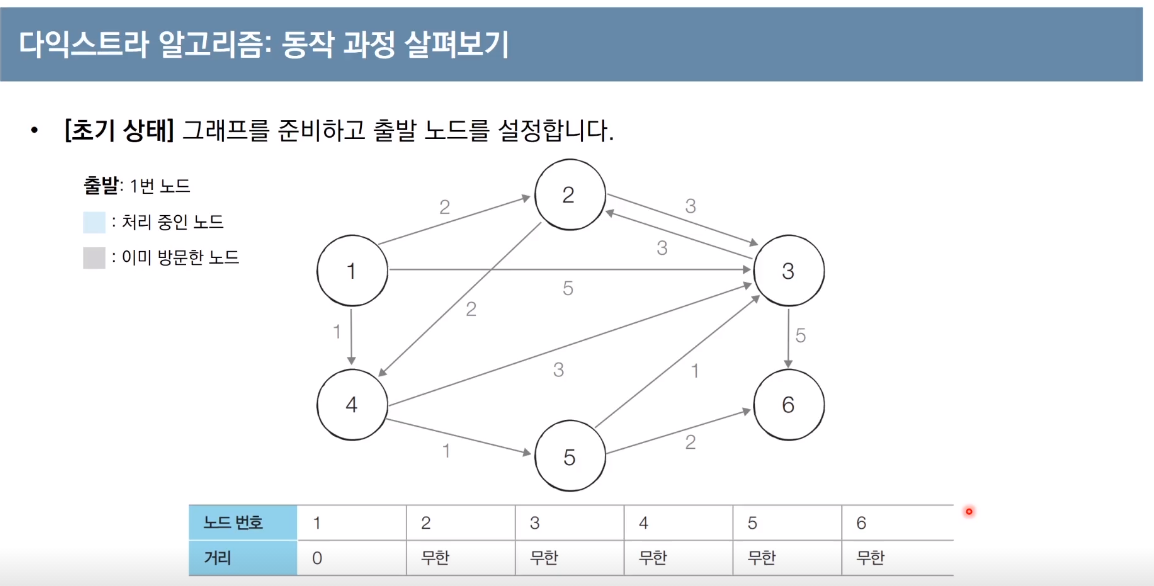 다익스트라 알고리즘: 동작 과정 살펴보기
• [초기 상태] 그래프를 준비하고 출발 노드를 설정합니다.
출발: 1번 노드
: 처리 중인 노드
: 이미 방문한 노드
2
2
3
3
1
3
5
2
1
5
3
1
4
6
1
2
5
노드 번호 1 2 3 4 5 6
거리 0 무한 무한 무한 무한 무한